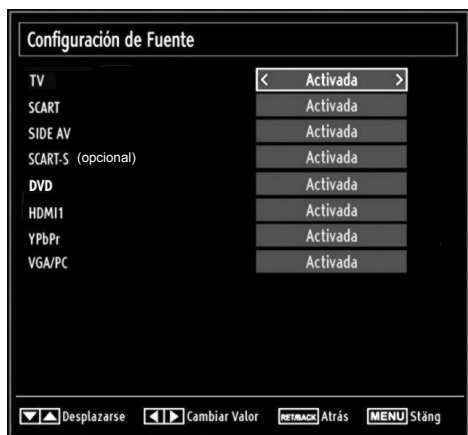 Configuración de Fuente
TV < Activada >
SCART Activada
SIDE AV Activada
SCART-S (opcional) Activada
DVD Activada
HDMI1 Activada
YPbPr Activada
VGA/PC Activada
Desplazarse Cambiar Valor RET/BACK Atrás MENU Stäng